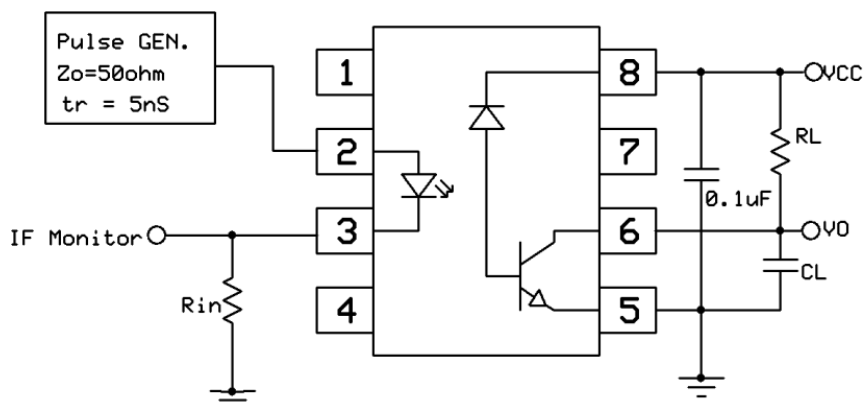 Pulse GEN.
Zo=50ohm
tr = 5nS
1
2
3
4
8
7
6
5
VCC
RL
0.1uF
VO
CL
IF Monitor
Rin